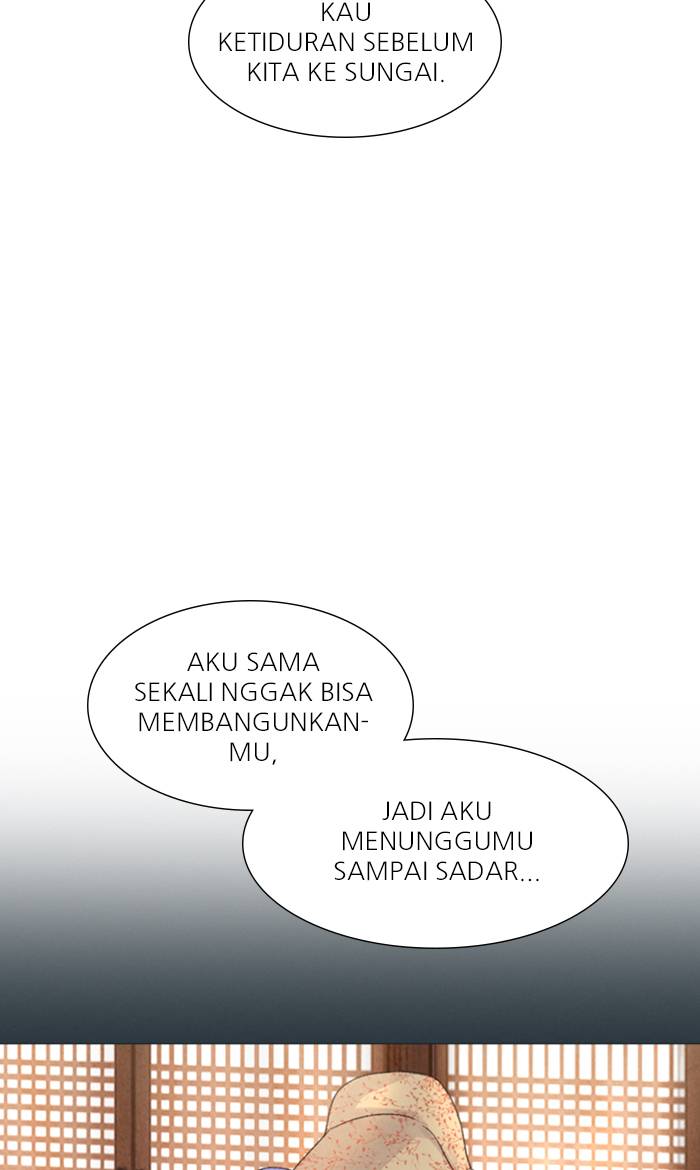 KAU
KETIDURAN SEBELUM
KITA KE SUNGAI.
AKU SAMA
SEKALI NGGAK BISA
MEMBANGUNKAN-
MU,
JADI AKU
MENUNGGUMU
SAMPAI SADAR...